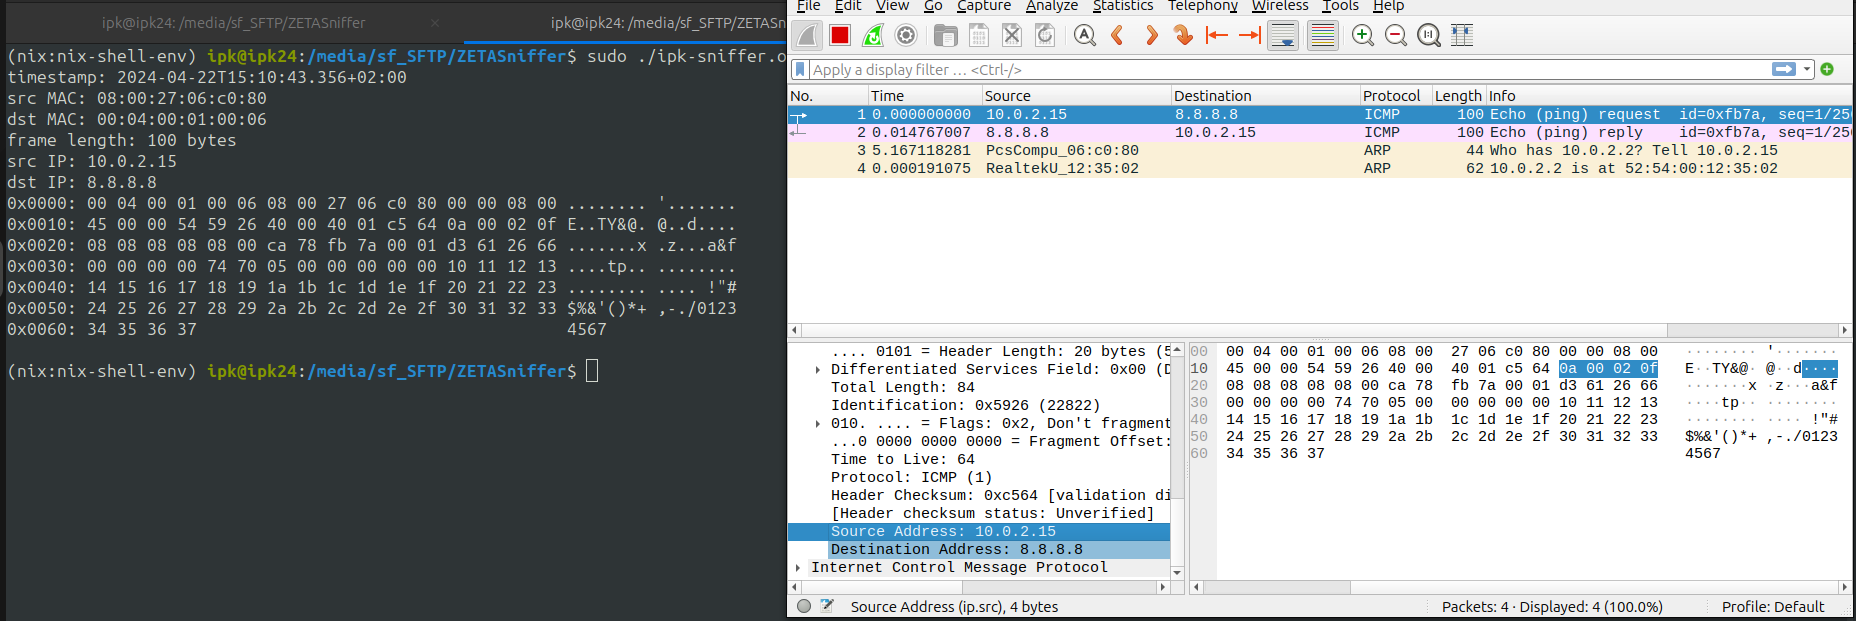 ipk@ipk24: /media/sf_SFTP/ZETASniffer × ipk@ipk24: /media/sf_SFTP/ZETASn
(nix:nix-shell-env) ipk@ipk24:/media/sf_SFTP/ZETASniffer$ sudo ./ipk-sniffer.o
timestamp: 2024-04-22T15:10:43.356+02:00
src MAC: 08:00:27:06:c0:80
dst MAC: 00:04:00:01:00:06
frame length: 100 bytes
src IP: 10.0.2.15
dst IP: 8.8.8.8
0x0000: 00 04 00 01 00 06 08 00 27 06 c0 80 00 00 08 00 ........ '.......
0x0010: 45 00 00 54 59 26 40 00 40 01 c5 64 0a 00 02 0f E..TY&@. @..d....
0x0020: 08 08 08 08 08 00 ca 78 fb 7a 00 01 d3 61 26 66 .......x .z...a&f
0x0030: 00 00 00 00 74 70 05 00 00 00 00 00 10 11 12 13 ....tp.. ........
0x0040: 14 15 16 17 18 19 1a 1b 1c 1d 1e 1f 20 21 22 23 ........ .... !"#
0x0050: 24 25 26 27 28 29 2a 2b 2c 2d 2e 2f 30 31 32 33 $%&'()*+ ,-./0123
0x0060: 34 35 36 37 4567
(nix:nix-shell-env) ipk@ipk24:/media/sf_SFTP/ZETASniffer$
File Edit View Go Capture Analyze Statistics Telephony Wireless Tools Help
Apply a display filter … <Ctrl-/>
No. Time Source Destination Protocol Length Info
1 0.000000000 10.0.2.15 8.8.8.8 ICMP 100 Echo (ping) request id=0xfb7a, seq=1/25
2 0.014767007 8.8.8.8 10.0.2.15 ICMP 100 Echo (ping) reply id=0xfb7a, seq=1/25
3 5.167118281 PcsCompu_06:c0:80 ARP 44 Who has 10.0.2.2? Tell 10.0.2.15
4 0.000191075 RealtekU_12:35:02 ARP 62 10.0.2.2 is at 52:54:00:12:35:02
.... 0101 = Header Length: 20 bytes (5
Differentiated Services Field: 0x00 (D
Total Length: 84
Identification: 0x5926 (22822)
010. .... = Flags: 0x2, Don't fragment
...0 0000 0000 0000 = Fragment Offset:
Time to Live: 64
Protocol: ICMP (1)
Header Checksum: 0xc564 [validation di
[Header checksum status: Unverified]
Source Address: 10.0.2.15
Destination Address: 8.8.8.8
Internet Control Message Protocol
00 00 04 00 01 00 06 08 00 27 06 c0 80 00 00 08 00 ········ '·······
10 45 00 00 54 59 26 40 00 40 01 c5 64 0a 00 02 0f E··TY&@· @··d····
20 08 08 08 08 08 00 ca 78 fb 7a 00 01 d3 61 26 66 ·······x ·z···a&f
30 00 00 00 00 74 70 05 00 00 00 00 00 10 11 12 13 ····tp·· ········
40 14 15 16 17 18 19 1a 1b 1c 1d 1e 1f 20 21 22 23 ········ ···· !"#
50 24 25 26 27 28 29 2a 2b 2c 2d 2e 2f 30 31 32 33 $%&'()*+ ,-./0123
60 34 35 36 37 4567
Source Address (ip.src), 4 bytes
Packets: 4 · Displayed: 4 (100.0%)
Profile: Default